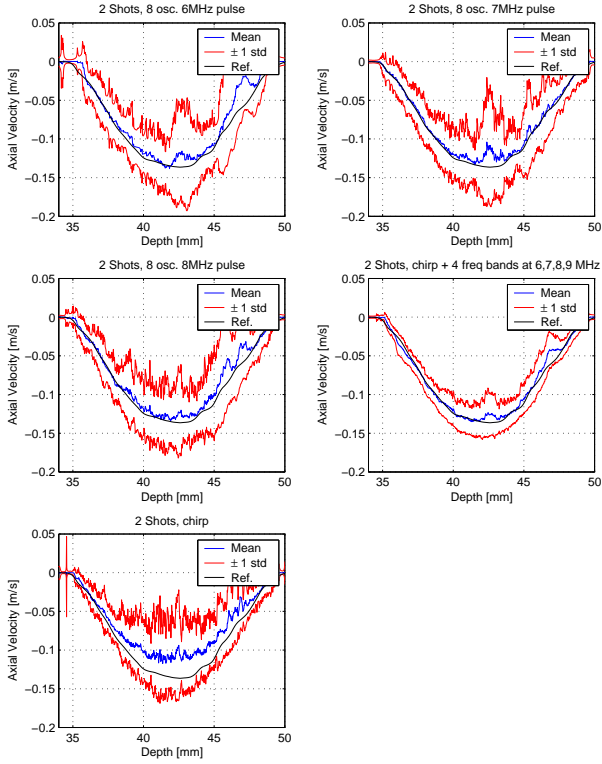 2 Shots, 8 osc. 6MHz pulse
0.05
0
−0.05
−0.1
−0.15
−0.2
Axial Velocity [m/s]
35 40 45 50
Depth [mm]
Mean
± 1 std
Ref.
2 Shots, 8 osc. 7MHz pulse
0.05
0
−0.05
−0.1
−0.15
−0.2
Axial Velocity [m/s]
35 40 45 50
Depth [mm]
Mean
± 1 std
Ref.
2 Shots, 8 osc. 8MHz pulse
0.05
0
−0.05
−0.1
−0.15
−0.2
Axial Velocity [m/s]
35 40 45 50
Depth [mm]
Mean
± 1 std
Ref.
2 Shots, chirp + 4 freq bands at 6,7,8,9 MHz
0.05
0
−0.05
−0.1
−0.15
−0.2
Axial Velocity [m/s]
35 40 45 50
Depth [mm]
Mean
± 1 std
Ref.
2 Shots, chirp
0.05
0
−0.05
−0.1
−0.15
−0.2
Axial Velocity [m/s]
35 40 45 50
Depth [mm]
Mean
± 1 std
Ref.